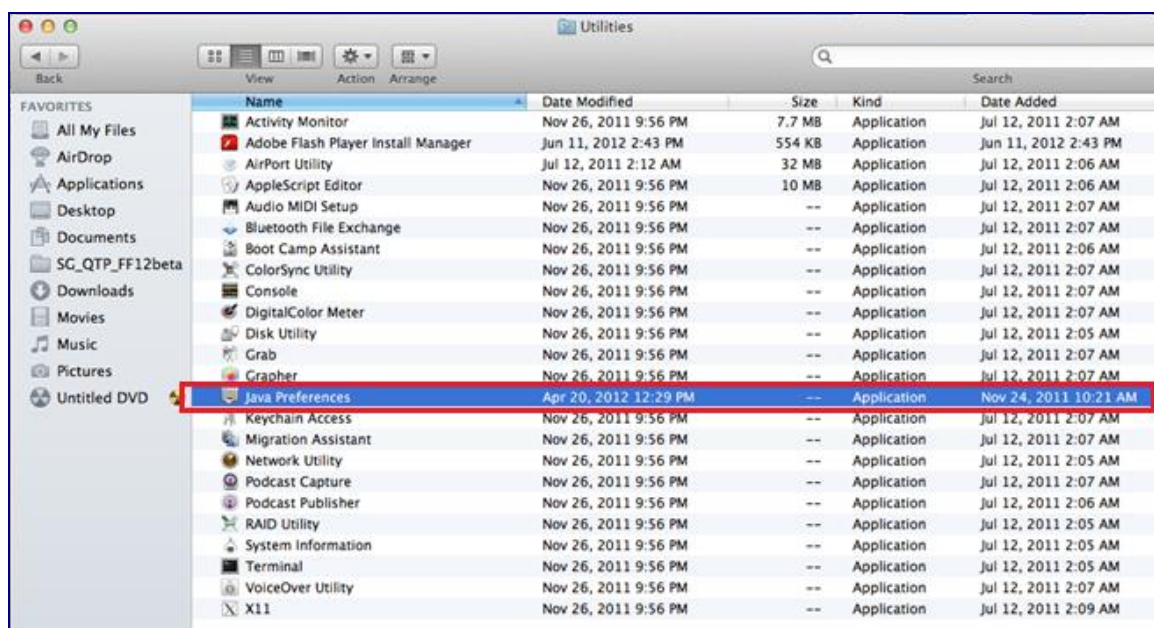 Utilities
Back View Action Arrange Search
FAVORITES
All My Files
AirDrop
Applications
Desktop
Documents
SG_QTP_FF12beta
Downloads
Movies
Music
Pictures
Untitled DVD
Name Date Modified Size Kind Date Added
Activity Monitor Nov 26, 2011 9:56 PM 7.7 MB Application Jul 12, 2011 2:07 AM
Adobe Flash Player Install Manager Jun 11, 2012 2:43 PM 554 KB Application Jun 11, 2012 2:43 PM
AirPort Utility Jul 12, 2011 2:12 AM 32 MB Application Jul 12, 2011 2:06 AM
AppleScript Editor Nov 26, 2011 9:56 PM 10 MB Application Jul 12, 2011 2:06 AM
Audio MIDI Setup Nov 26, 2011 9:56 PM -- Application Jul 12, 2011 2:07 AM
Bluetooth File Exchange Nov 26, 2011 9:56 PM -- Application Jul 12, 2011 2:07 AM
Boot Camp Assistant Nov 26, 2011 9:56 PM -- Application Jul 12, 2011 2:06 AM
ColorSync Utility Nov 26, 2011 9:56 PM -- Application Jul 12, 2011 2:07 AM
Console Nov 26, 2011 9:56 PM -- Application Jul 12, 2011 2:07 AM
DigitalColor Meter Nov 26, 2011 9:56 PM -- Application Jul 12, 2011 2:07 AM
Disk Utility Nov 26, 2011 9:56 PM -- Application Jul 12, 2011 2:05 AM
Grab Nov 26, 2011 9:56 PM -- Application Jul 12, 2011 2:07 AM
Grapher Nov 26, 2011 9:56 PM -- Application Jul 12, 2011 2:07 AM
Java Preferences Apr 20, 2012 12:29 PM -- Application Nov 24, 2011 10:21 AM
Keychain Access Nov 26, 2011 9:56 PM -- Application Jul 12, 2011 2:07 AM
Migration Assistant Nov 26, 2011 9:56 PM -- Application Jul 12, 2011 2:07 AM
Network Utility Nov 26, 2011 9:56 PM -- Application Jul 12, 2011 2:05 AM
Podcast Capture Nov 26, 2011 9:56 PM -- Application Jul 12, 2011 2:07 AM
Podcast Publisher Nov 26, 2011 9:56 PM -- Application Jul 12, 2011 2:06 AM
RAID Utility Nov 26, 2011 9:56 PM -- Application Jul 12, 2011 2:05 AM
System Information Nov 26, 2011 9:56 PM -- Application Jul 12, 2011 2:05 AM
Terminal Nov 26, 2011 9:56 PM -- Application Jul 12, 2011 2:05 AM
VoiceOver Utility Nov 26, 2011 9:56 PM -- Application Jul 12, 2011 2:07 AM
X11 Nov 26, 2011 9:56 PM -- Application Jul 12, 2011 2:09 AM